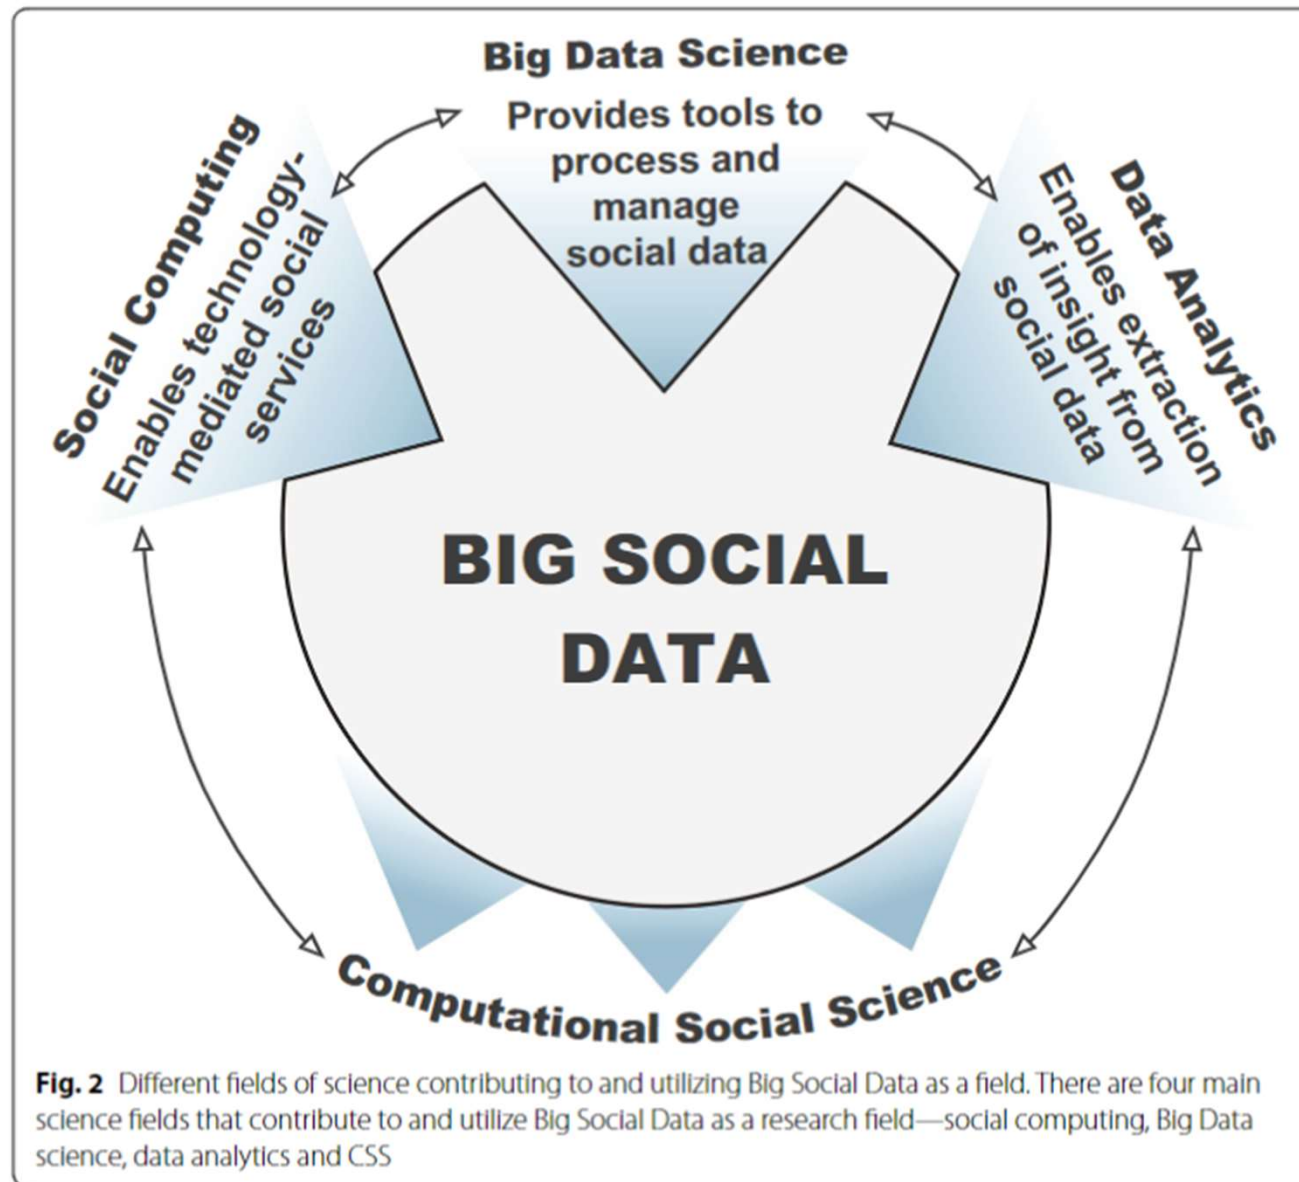 Big Data Science
Provides tools to
process and
manage
social data
Social Computing
Enables technology-
mediated social
services
Data Analytics
Enables extraction
of insight from
social data
BIG SOCIAL
DATA
Computational Social Science
Fig. 2 Different fields of science contributing to and utilizing Big Social Data as a field. There are four main
science fields that contribute to and utilize Big Social Data as a research field—social computing, Big Data
science, data analytics and CSS